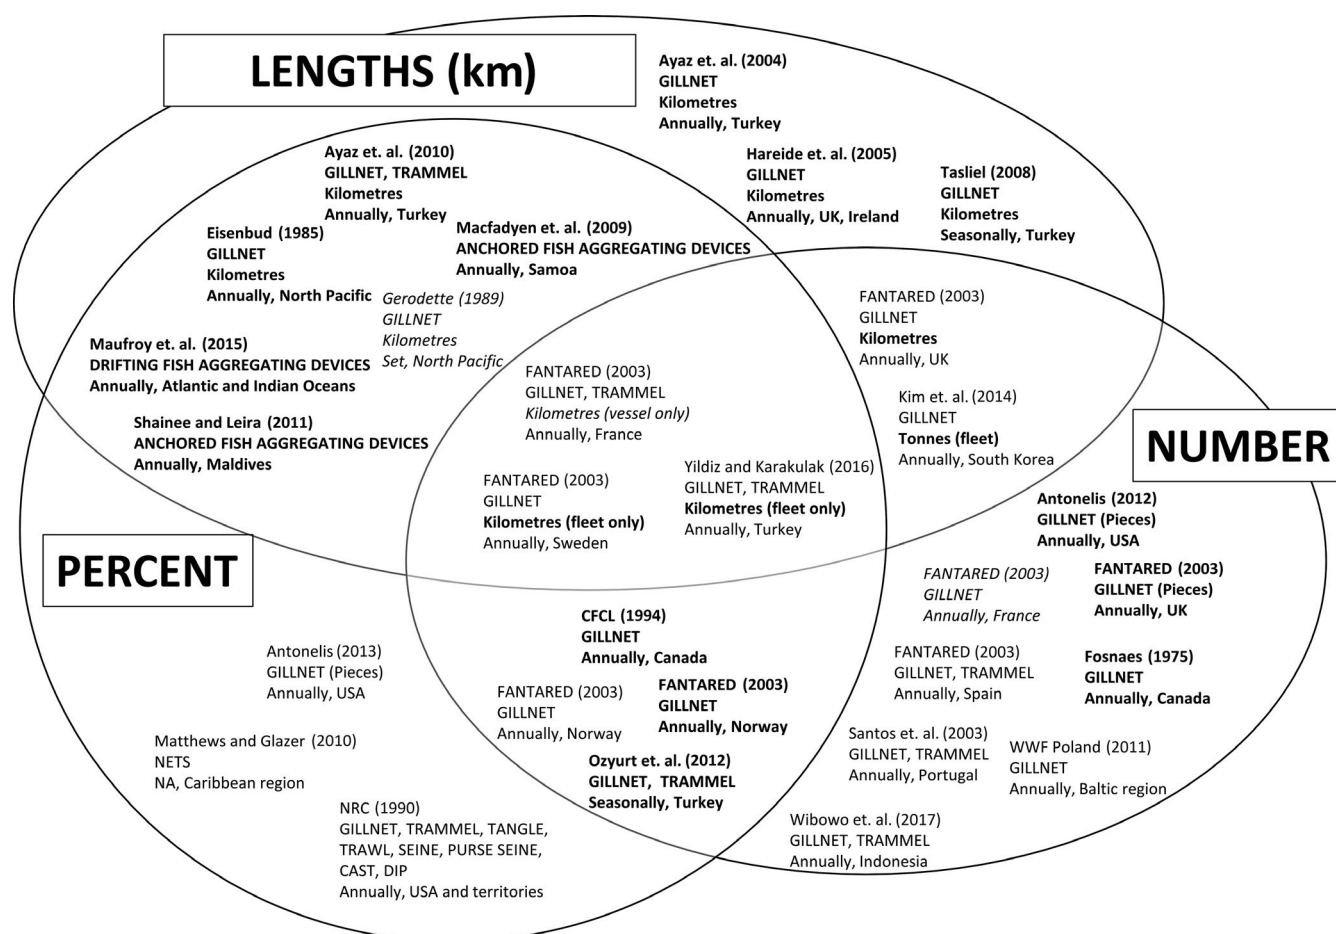 LENGTHS (km)
Ayaz et. al. (2004)
GILLNET
Kilometres
Annually, Turkey
Hareide et. al. (2005)
GILLNET
Kilometres
Annually, UK, Ireland
Tasliel (2008)
GILLNET
Kilometres
Seasonally, Turkey
Ayaz et. al. (2010)
GILLNET, TRAMMEL
Kilometres
Annually, Turkey
Eisenbud (1985)
GILLNET
Kilometres
Annually, North Pacific
Macfadyen et. al. (2009)
ANCHORED FISH AGGREGATING DEVICES
Annually, Samoa
Gerodette (1989)
GILLNET
Kilometres
Set, North Pacific
Maufroy et. al. (2015)
DRIFTING FISH AGGREGATING DEVICES
Annually, Atlantic and Indian Oceans
Shainee and Leira (2011)
ANCHORED FISH AGGREGATING DEVICES
Annually, Maldives
FANTARED (2003)
GILLNET
Kilometres
Annually, UK
Kim et. al. (2014)
GILLNET
Tonnes (fleet)
Annually, South Korea
FANTARED (2003)
GILLNET, TRAMMEL
Kilometres (vessel only)
Annually, France
FANTARED (2003)
GILLNET
Kilometres (fleet only)
Annually, Sweden
Yildiz and Karakulak (2016)
GILLNET, TRAMMEL
Kilometres (fleet only)
Annually, Turkey
NUMBER
Antonelis (2012)
GILLNET (Pieces)
Annually, USA
FANTARED (2003)
GILLNET
Annually, France
FANTARED (2003)
GILLNET (Pieces)
Annually, UK
FANTARED (2003)
GILLNET, TRAMMEL
Annually, Spain
Fosnaes (1975)
GILLNET
Annually, Canada
Santos et. al. (2003)
GILLNET, TRAMMEL
Annually, Portugal
WWF Poland (2011)
GILLNET
Annually, Baltic region
Wibowo et. al. (2017)
GILLNET, TRAMMEL
Annually, Indonesia
PERCENT
CFCL (1994)
GILLNET
Annually, Canada
FANTARED (2003)
GILLNET
Annually, Norway
FANTARED (2003)
GILLNET
Annually, Norway
Ozyurt et. al. (2012)
GILLNET, TRAMMEL
Seasonally, Turkey
Antonelis (2013)
GILLNET (Pieces)
Annually, USA
Matthews and Glazer (2010)
NETS
NA, Caribbean region
NRC (1990)
GILLNET, TRAMMEL, TANGLE,
TRAWL, SEINE, PURSE SEINE,
CAST, DIP
Annually, USA and territories